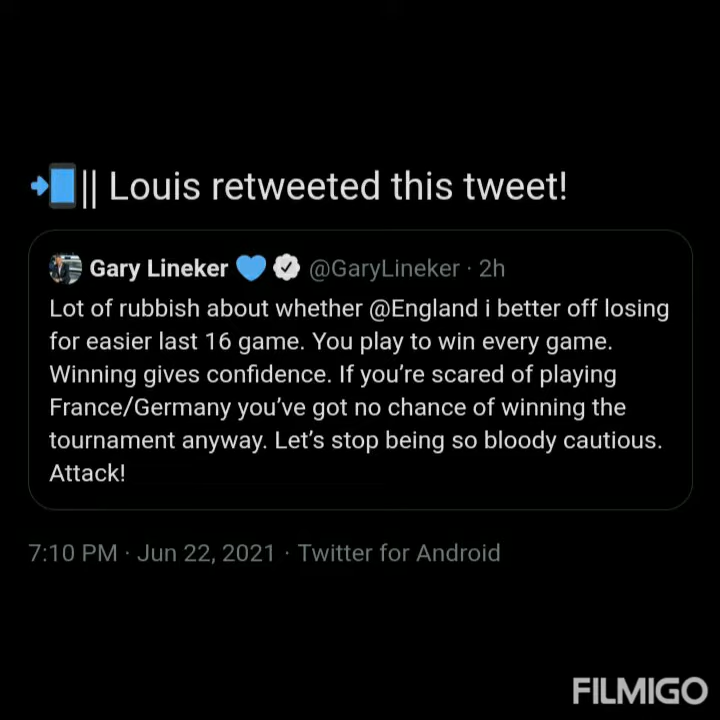 📲|| Louis retweeted this tweet!
Gary Lineker 💙 @GaryLineker · 2h
Lot of rubbish about whether @England i better off losing
for easier last 16 game. You play to win every game.
Winning gives confidence. If you’re scared of playing
France/Germany you’ve got no chance of winning the
tournament anyway. Let’s stop being so bloody cautious.
Attack!
7:10 PM · Jun 22, 2021 · Twitter for Android
FILMIGO